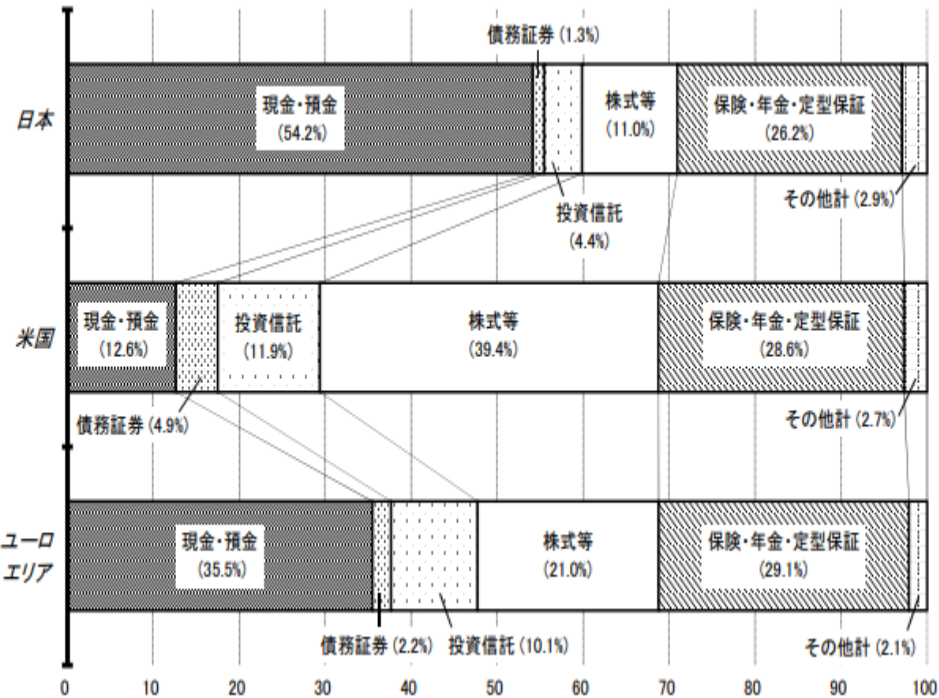 債務証券(1.3%)
日本
現金・預金
(54.2%)
株式等
(11.0%)
保険・年金・定型保証
(26.2%)
投資信託
(4.4%)
その他計(2.9%)
米国
現金・預金
(12.6%)
投資信託
(11.9%)
株式等
(39.4%)
保険・年金・定型保証
(28.6%)
債務証券(4.9%)
その他計(2.7%)
ユーロ
エリア
現金・預金
(35.5%)
株式等
(21.0%)
保険・年金・定型保証
(29.1%)
債務証券(2.2%)
投資信託(10.1%)
その他計(2.1%)
0 10 20 30 40 50 60 70 80 90 100